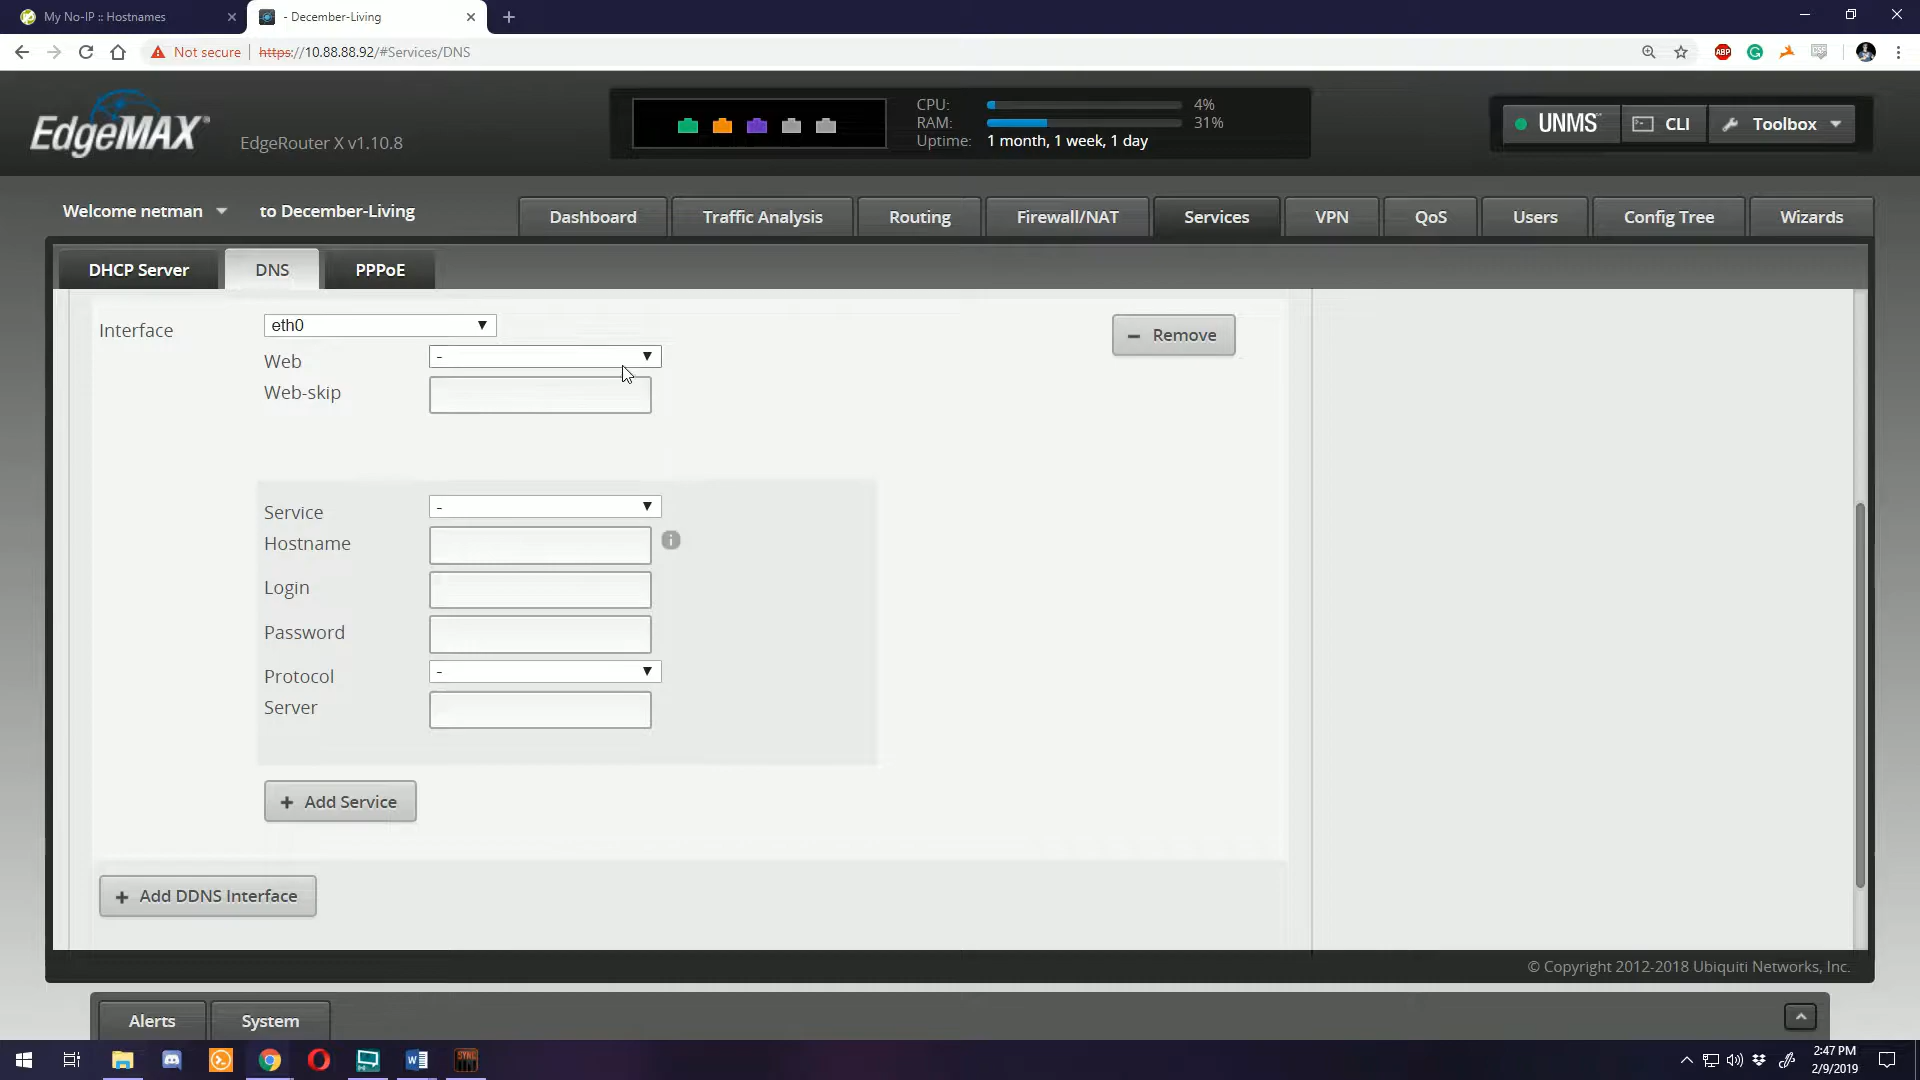 My No-IP :: Hostnames
- December-Living
Not secure
https://10.88.88.92/#Services/DNS
ABP
EdgeMAX®
EdgeRouter X v1.10.8
CPU: 4%
RAM: 31%
Uptime: 1 month, 1 week, 1 day
UNMS
CLI
Toolbox
Welcome netman
to December-Living
Dashboard
Traffic Analysis
Routing
Firewall/NAT
Services
VPN
QoS
Users
Config Tree
Wizards
DHCP Server
DNS
PPPoE
Interface
eth0
Remove
Web
-
Web-skip
Service
-
Hostname
Login
Password
Protocol
-
Server
+ Add Service
+ Add DDNS Interface
© Copyright 2012-2018 Ubiquiti Networks, Inc.
Alerts
System
2:47 PM
2/9/2019